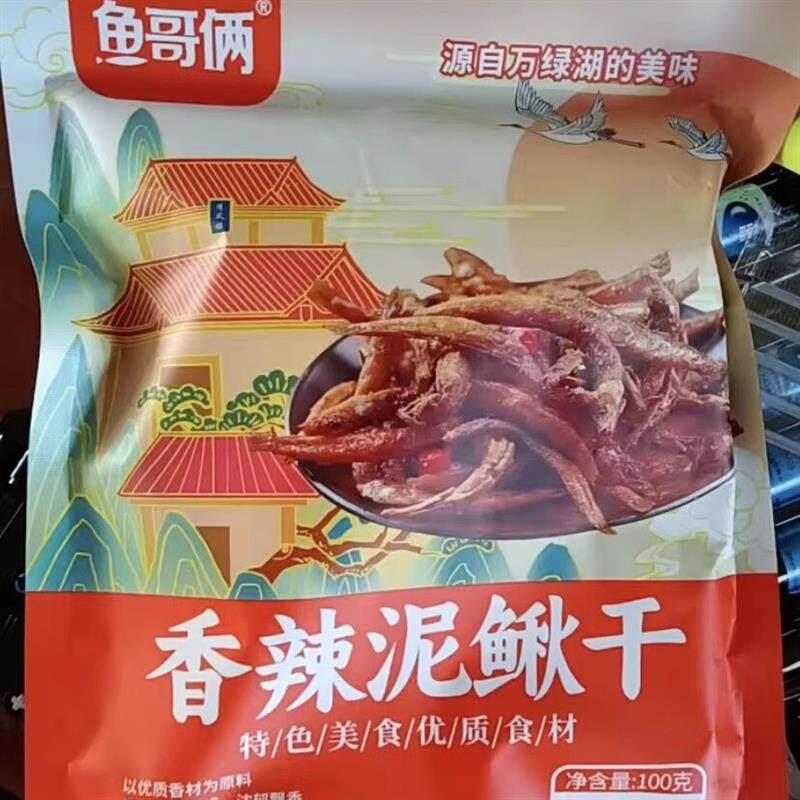 鱼哥俩®
源自万绿湖的美味
香辣泥鳅干
特/色/美/食/优/质/食/材
以优质香材为原料
净含量:100克